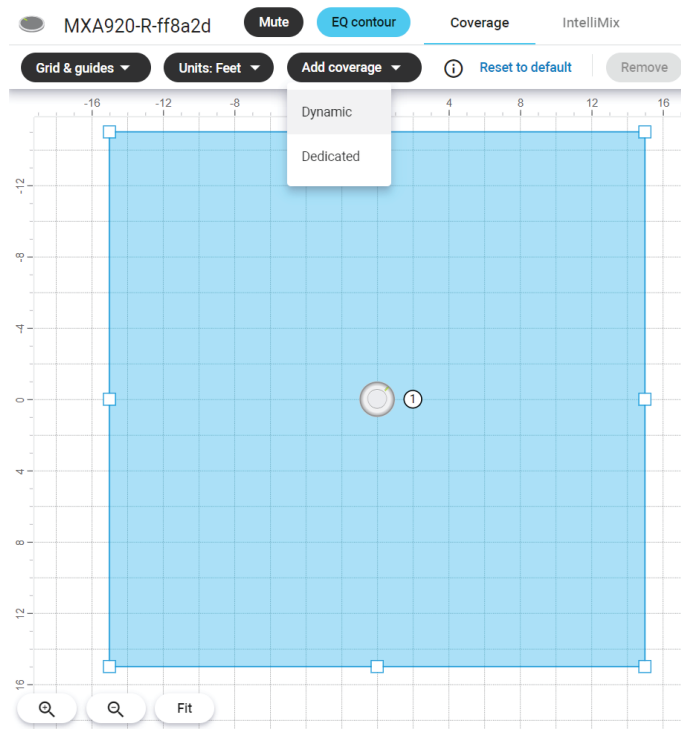 MXA920-R-ff8a2d Mute EQ contour Coverage IntelliMix
Grid & guides Units: Feet Add coverage Reset to default Remove
-16 -12 -8 4 8 12 16
Dynamic
Dedicated
-12
-8
-4
0
1
4
8
12
16
Fit